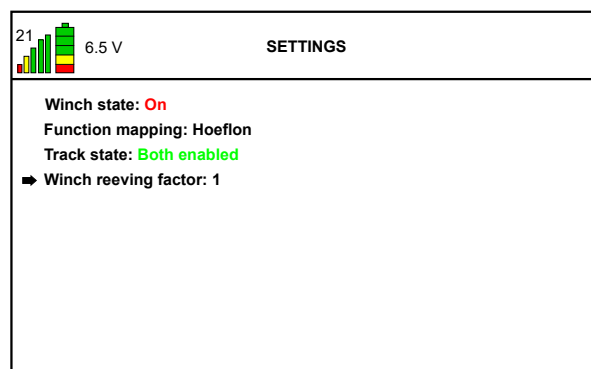 21
6.5 V
SETTINGS
Winch state: On
Function mapping: Hoeflon
Track state: Both enabled
Winch reeving factor: 1